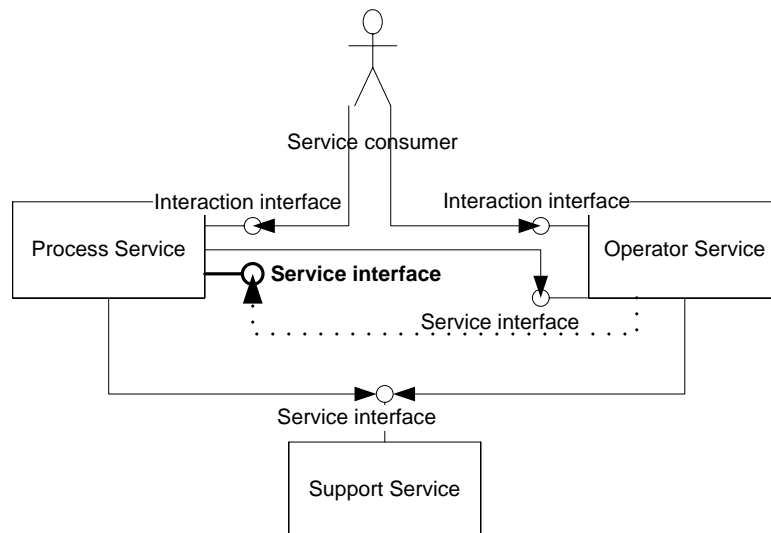 Service consumer
Interaction interface
Interaction interface
Process Service
Operator Service
Service interface
Service interface
Service interface
Support Service